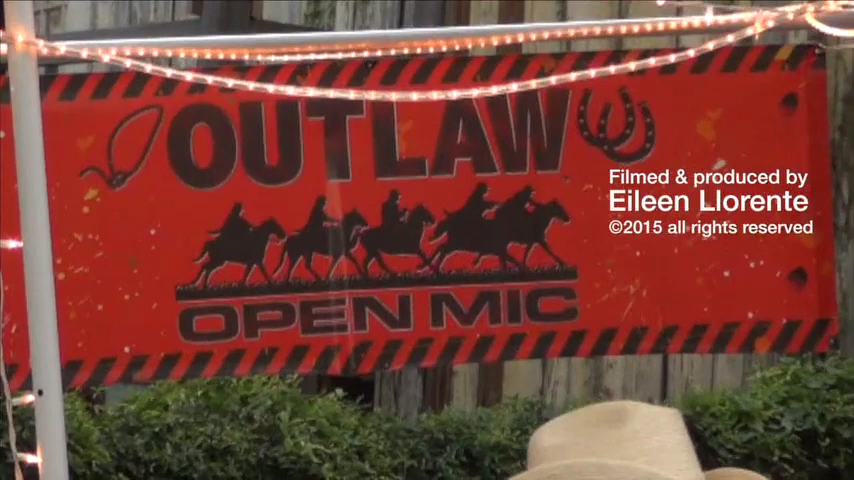 OUTLAW
OPEN MIC
Filmed & produced by
Eileen Llorente
©2015 all rights reserved